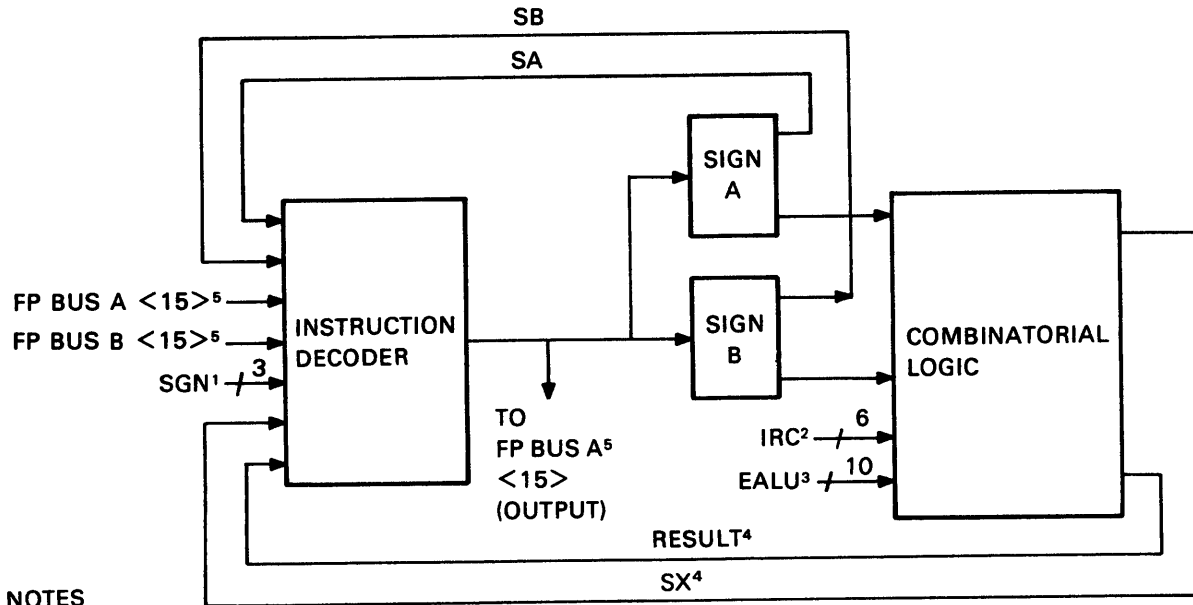 SB
SA
SIGN
A
FP BUS A <15>⁵
FP BUS B <15>⁵
SGN¹
3
INSTRUCTION
DECODER
SIGN
B
COMBINATORIAL
LOGIC
TO
FP BUS A⁵
<15>
(OUTPUT)
IRC²
6
EALU³
10
RESULT⁴
SX⁴
NOTES